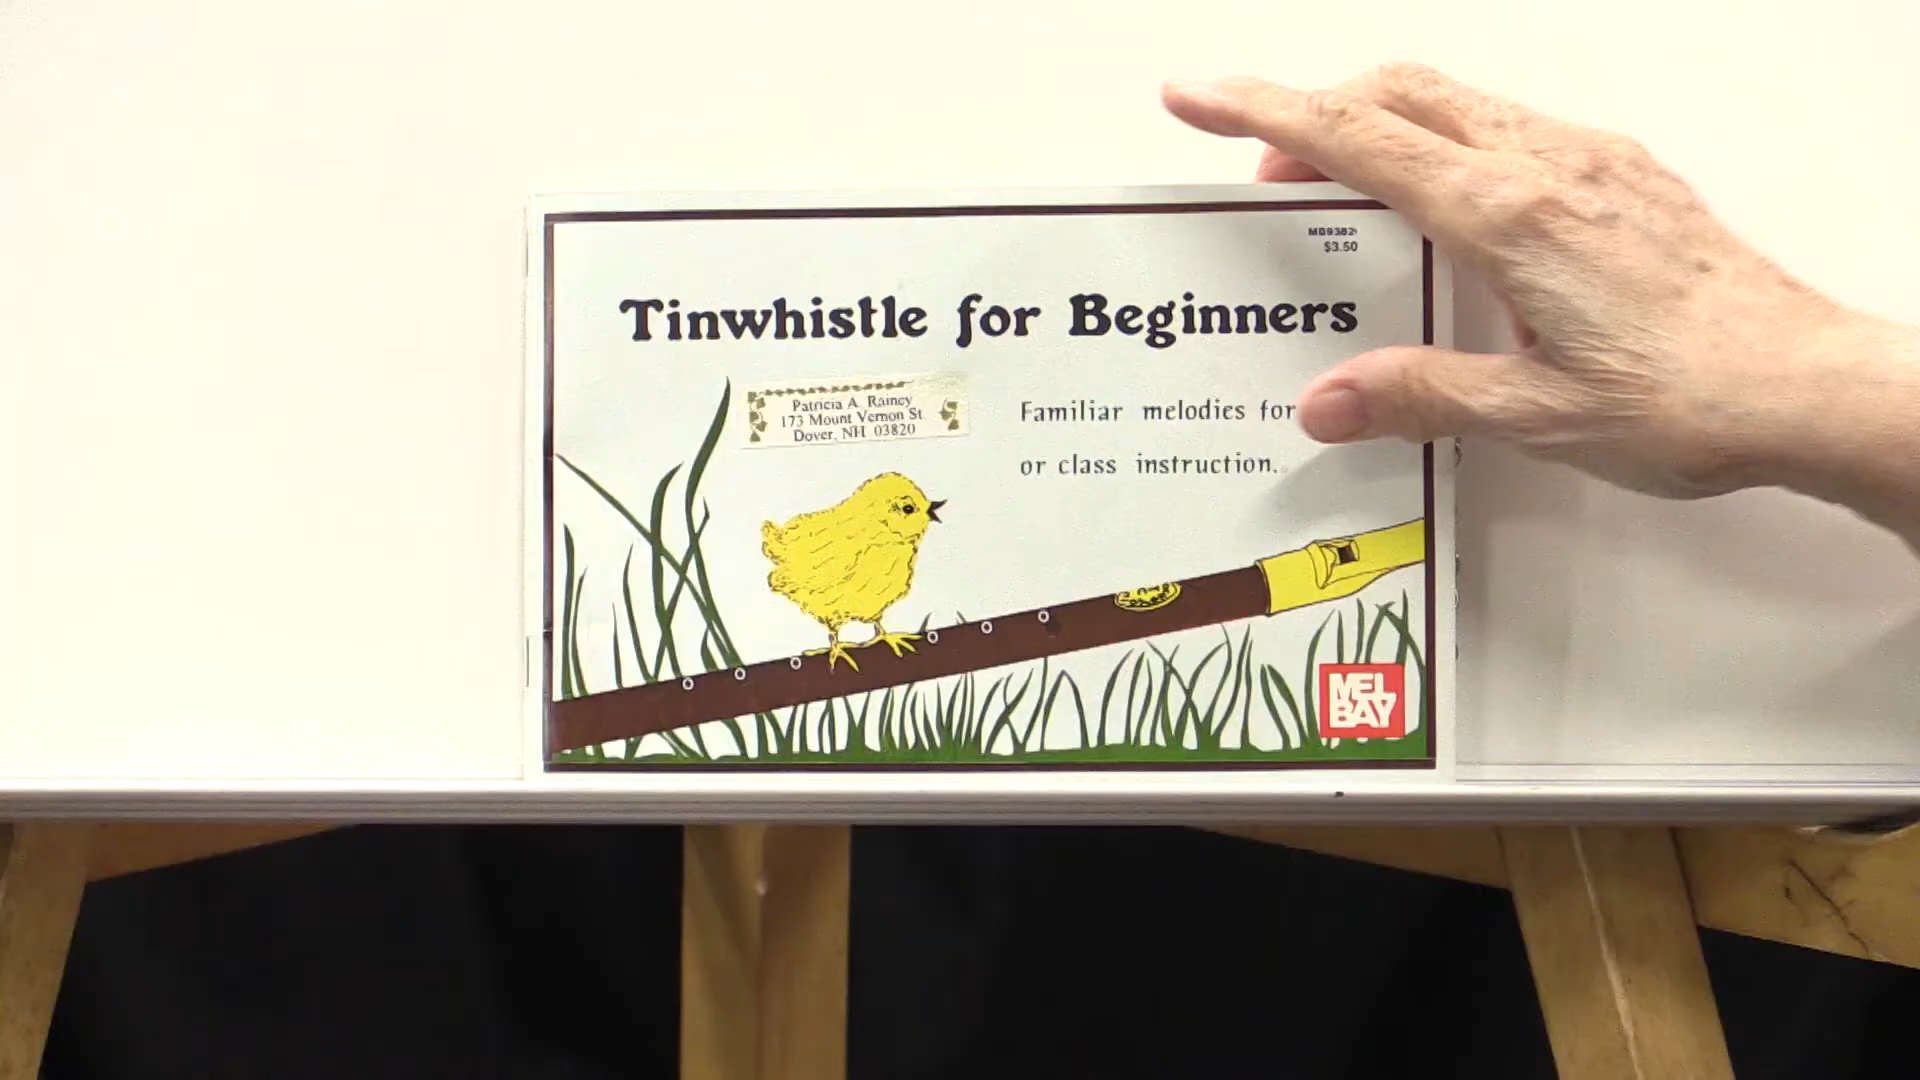 MB93821
$3.50
Tinwhistle for Beginners
Patricia A. Rainey
173 Mount Vernon St.
Dover, NH 03820
Familiar melodies for
or class instruction.
MEL
BAY